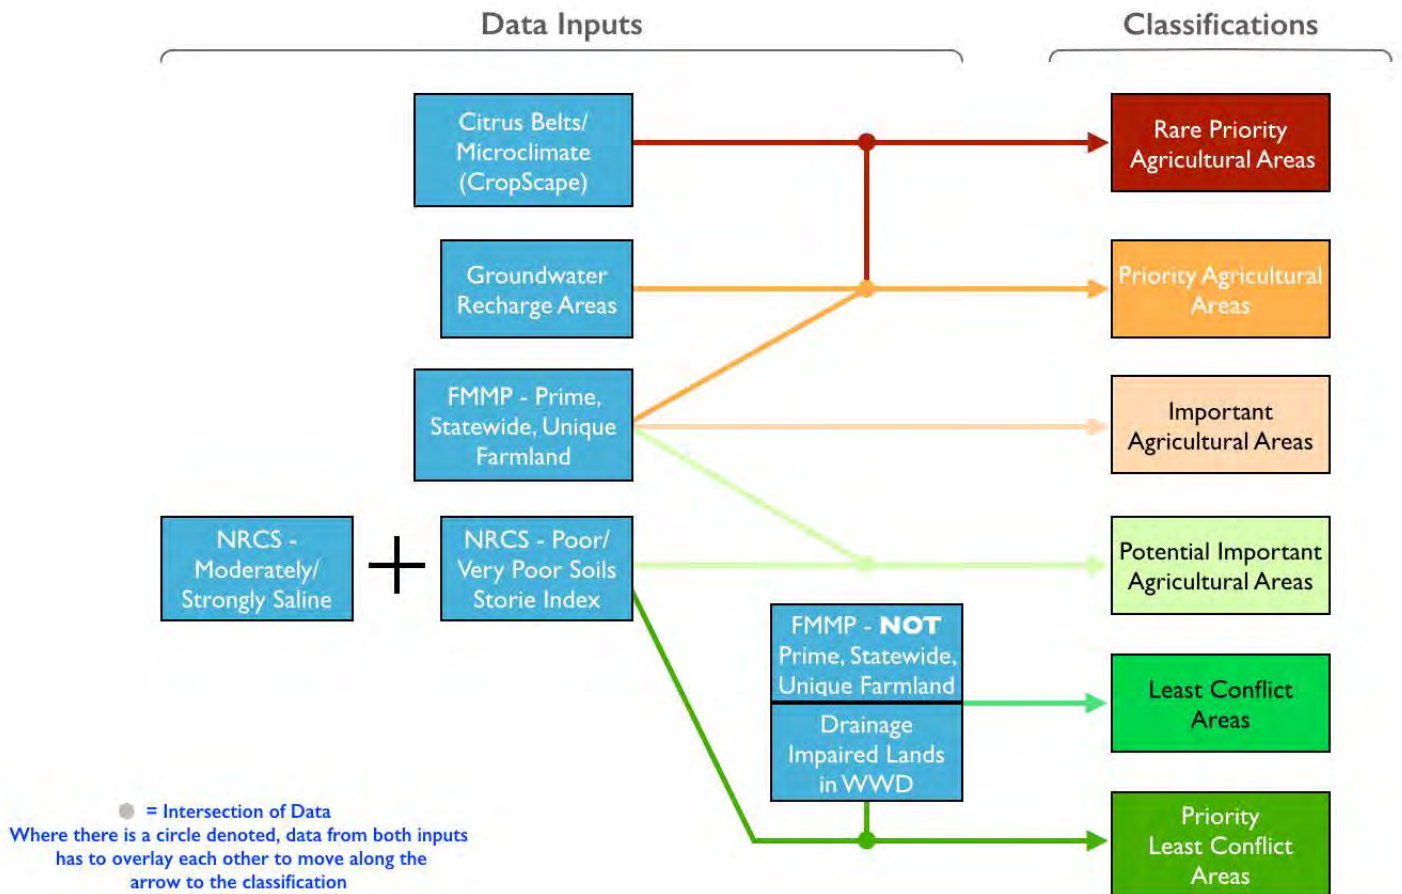 Data Inputs
Classifications
Citrus Belts/
Microclimate
(CropScape)
Rare Priority
Agricultural Areas
Groundwater
Recharge Areas
Priority Agricultural
Areas
FMMP - Prime,
Statewide, Unique
Farmland
Important
Agricultural Areas
NRCS -
Moderately/
Strongly Saline
+
NRCS - Poor/
Very Poor Soils
Storie Index
Potential Important
Agricultural Areas
FMMP - NOT
Prime, Statewide,
Unique Farmland
Drainage
Impaired Lands
in WWD
Least Conflict
Areas
Priority
Least Conflict
Areas
= Intersection of Data
Where there is a circle denoted, data from both inputs
has to overlay each other to move along the
arrow to the classification